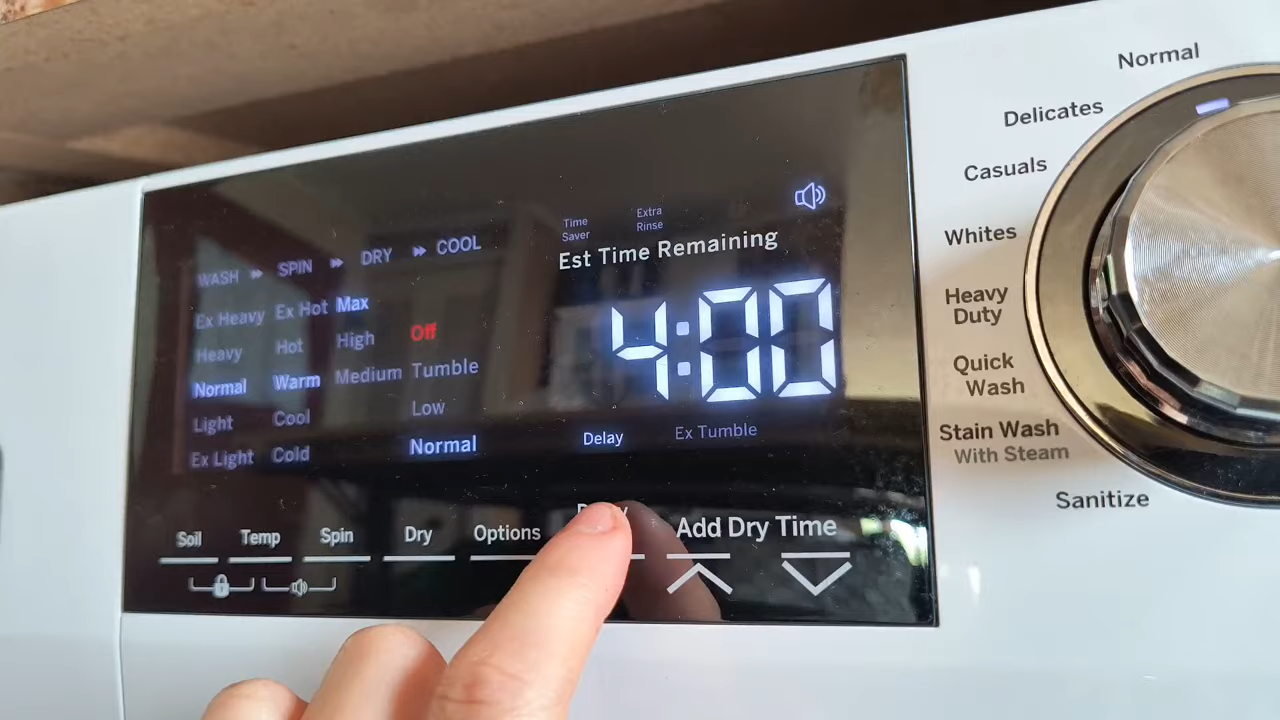 WASH SPIN DRY COOL
Ex Heavy Ex Hot Max
Heavy Hot High Off
Normal Warm Medium Tumble
Light Cool Low
Ex Light Cold Normal
Time Saver
Extra Rinse
Est Time Remaining
4:00
Delay Ex Tumble
Soil Temp Spin Dry Options Add Dry Time
Normal
Delicates
Casuals
Whites
Heavy
Duty
Quick
Wash
Stain Wash
With Steam
Sanitize